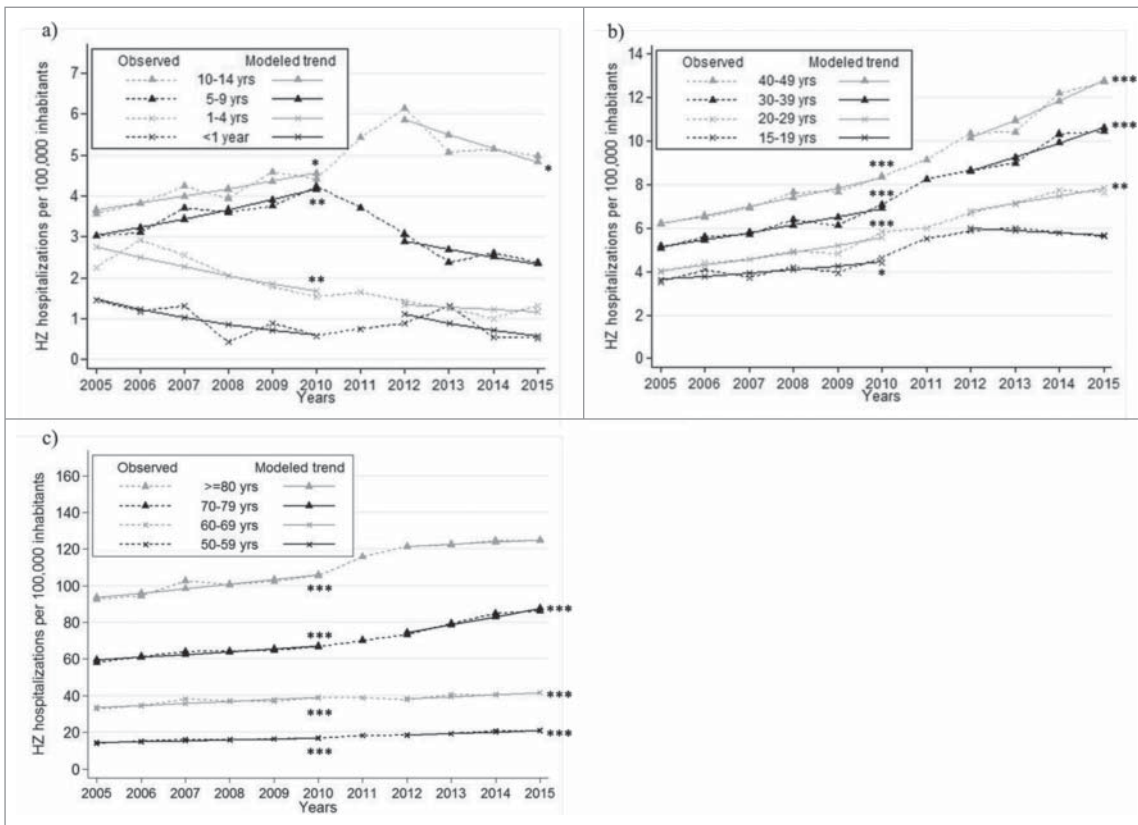 a)
Observed Modeled trend
10-14 yrs
5-9 yrs
1-4 yrs
<1 year
HZ hospitalizations per 100,000 inhabitants
7
6
5
4
3
2
1
0
*
**
**
*
2005 2006 2007 2008 2009 2010 2011 2012 2013 2014 2015
Years
b)
Observed Modeled trend
40-49 yrs
30-39 yrs
20-29 yrs
15-19 yrs
HZ hospitalizations per 100,000 inhabitants
14
12
10
8
6
4
2
0
***
***
***
*
***
***
**
2005 2006 2007 2008 2009 2010 2011 2012 2013 2014 2015
Years
c)
Observed Modeled trend
>=80 yrs
70-79 yrs
60-69 yrs
50-59 yrs
HZ hospitalizations per 100,000 inhabitants
160
140
120
100
80
60
40
20
0
***
***
***
***
***
***
***
2005 2006 2007 2008 2009 2010 2011 2012 2013 2014 2015
Years